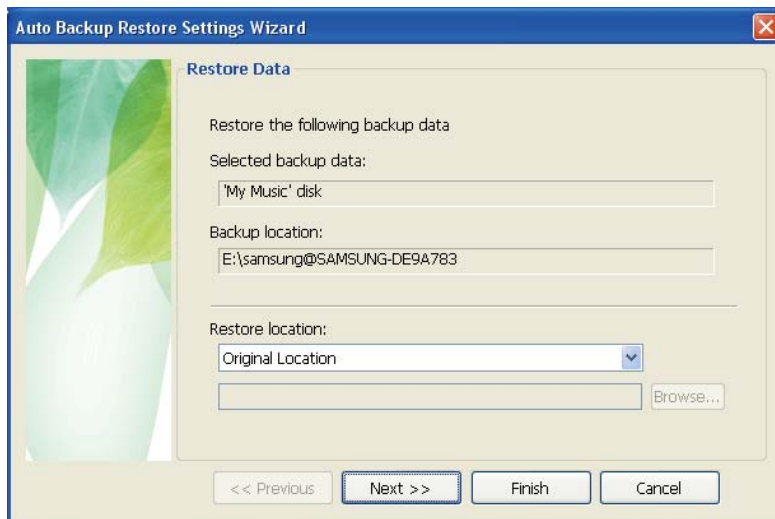 Auto Backup Restore Settings Wizard
Restore Data
Restore the following backup data
Selected backup data:
'My Music' disk
Backup location:
E:\samsung@SAMSUNG-DE9A783
Restore location:
Original Location
Browse...
<< Previous
Next >>
Finish
Cancel